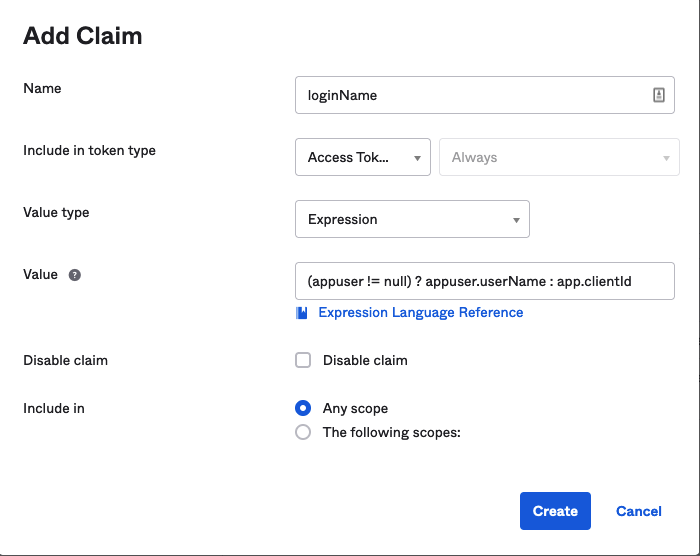 Add Claim
Name
loginName
Include in token type
Access Tok...
Always
Value type
Expression
Value ?
(appuser != null) ? appuser.userName : app.clientId
Expression Language Reference
Disable claim
Disable claim
Include in
Any scope
The following scopes:
Create
Cancel